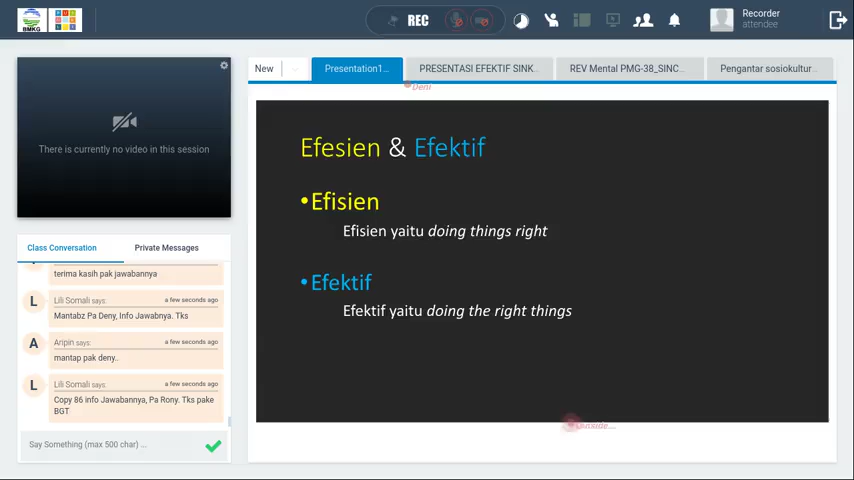 BMKG
REC
Recorder
attendee
There is currently no video in this session
New
Presentation1...
PRESENTASI EFEKTIF SINK...
REV Mental PMG-38_SINC...
Pengantar sosiokultur...
Deni
Efesien & Efektif
•Efisien
Efisien yaitu doing things right
•Efektif
Efektif yaitu doing the right things
Class Conversation
Private Messages
terima kasih pak jawabannya
L
Lili Somali says:
a few seconds ago
Mantabz Pa Deny, Info Jawabnya. Tks
A
Aripin says:
a few seconds ago
mantap pak deny..
L
Lili Somali says:
a few seconds ago
Copy 86 info Jawabannya, Pa Rony. Tks pake
BGT
Say Something (max 500 char) ...